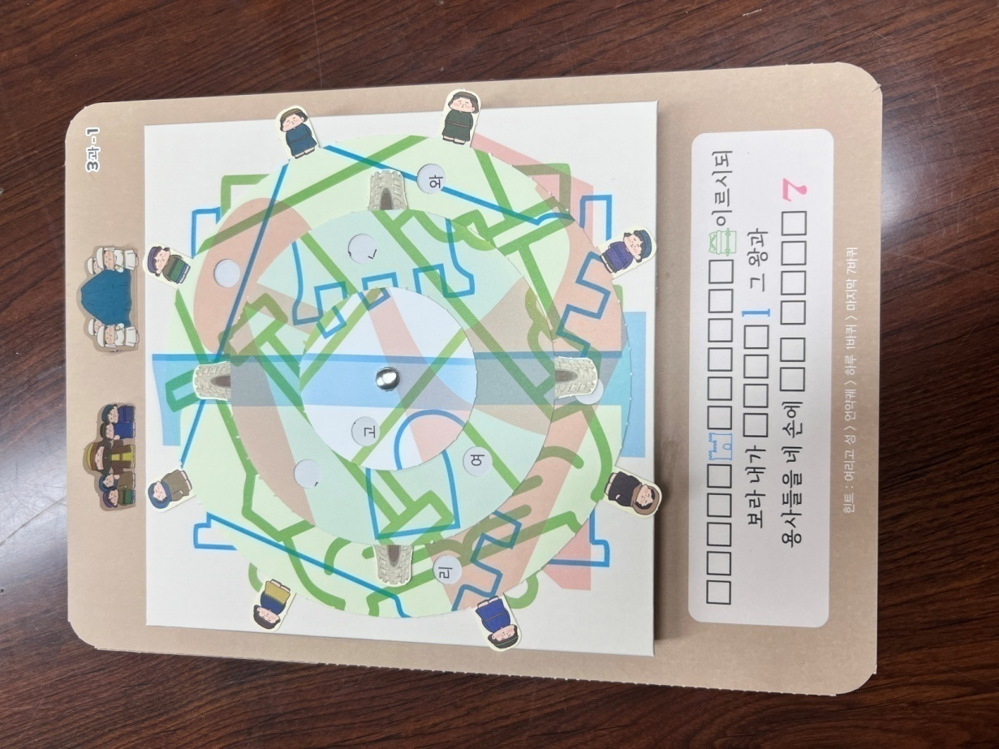 3과-1
와
ㄴ
고
여
리
이르시되
보라 내가 1 그 왕과
용사들을 네 손에 7
힌트 : 여리고 성 > 언약궤 > 하루 1바퀴 > 마지막 7바퀴